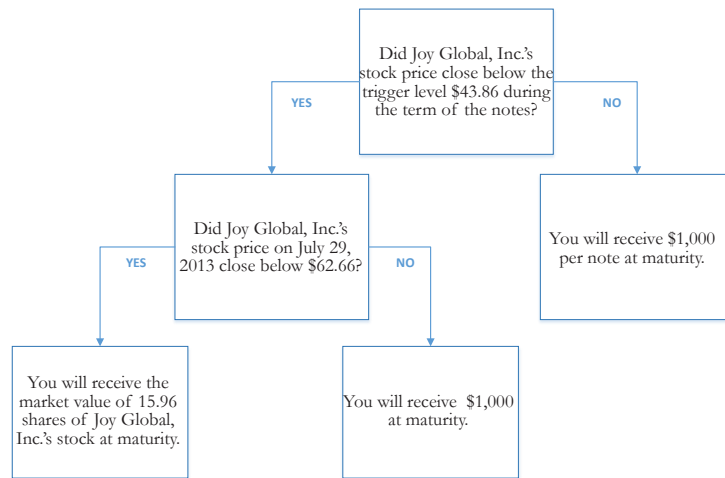 Did Joy Global, Inc.'s
stock price close below the
trigger level $43.86 during
the term of the notes?
YES
NO
Did Joy Global, Inc.'s
stock price on July 29,
2013 close below $62.66?
You will receive $1,000
per note at maturity.
YES
NO
You will receive the
market value of 15.96
shares of Joy Global,
Inc.'s stock at maturity.
You will receive $1,000
at maturity.